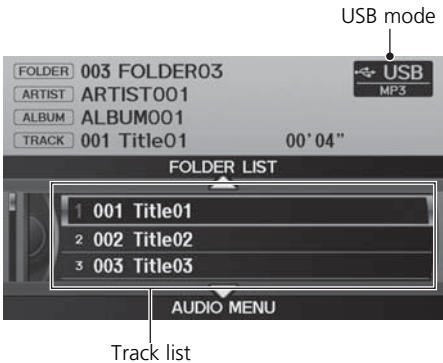 USB mode
FOLDER 003 FOLDER03
USB
MP3
ARTIST ARTIST001
ALBUM ALBUM001
TRACK 001 Title01 00'04"
FOLDER LIST
1 001 Title01
2 002 Title02
3 003 Title03
AUDIO MENU
Track list